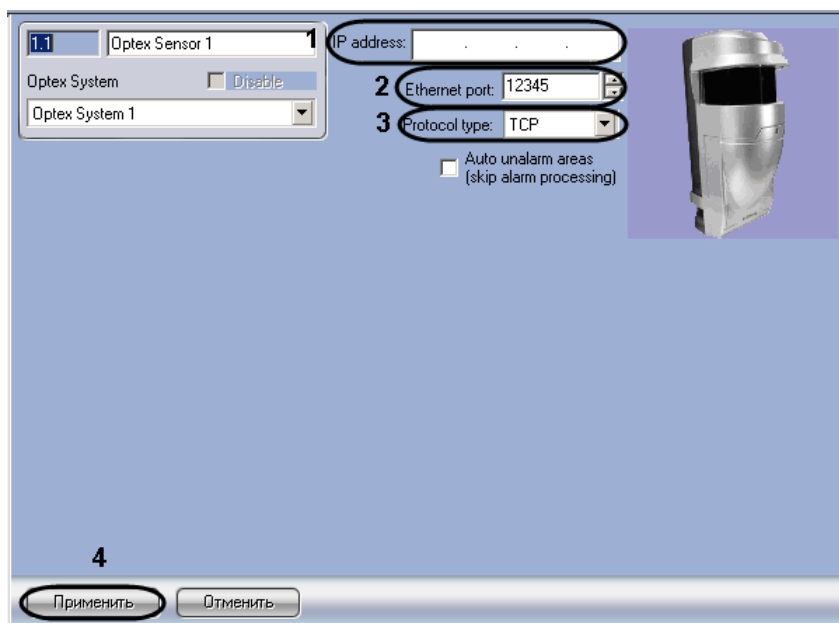 1.1 Optex Sensor 1
Optex System Disable
Optex System 1
1 IP address: . . .
2 Ethernet port: 12345
3 Protocol type: TCP
Auto unalarm areas
(skip alarm processing)
4
Применить Отменить